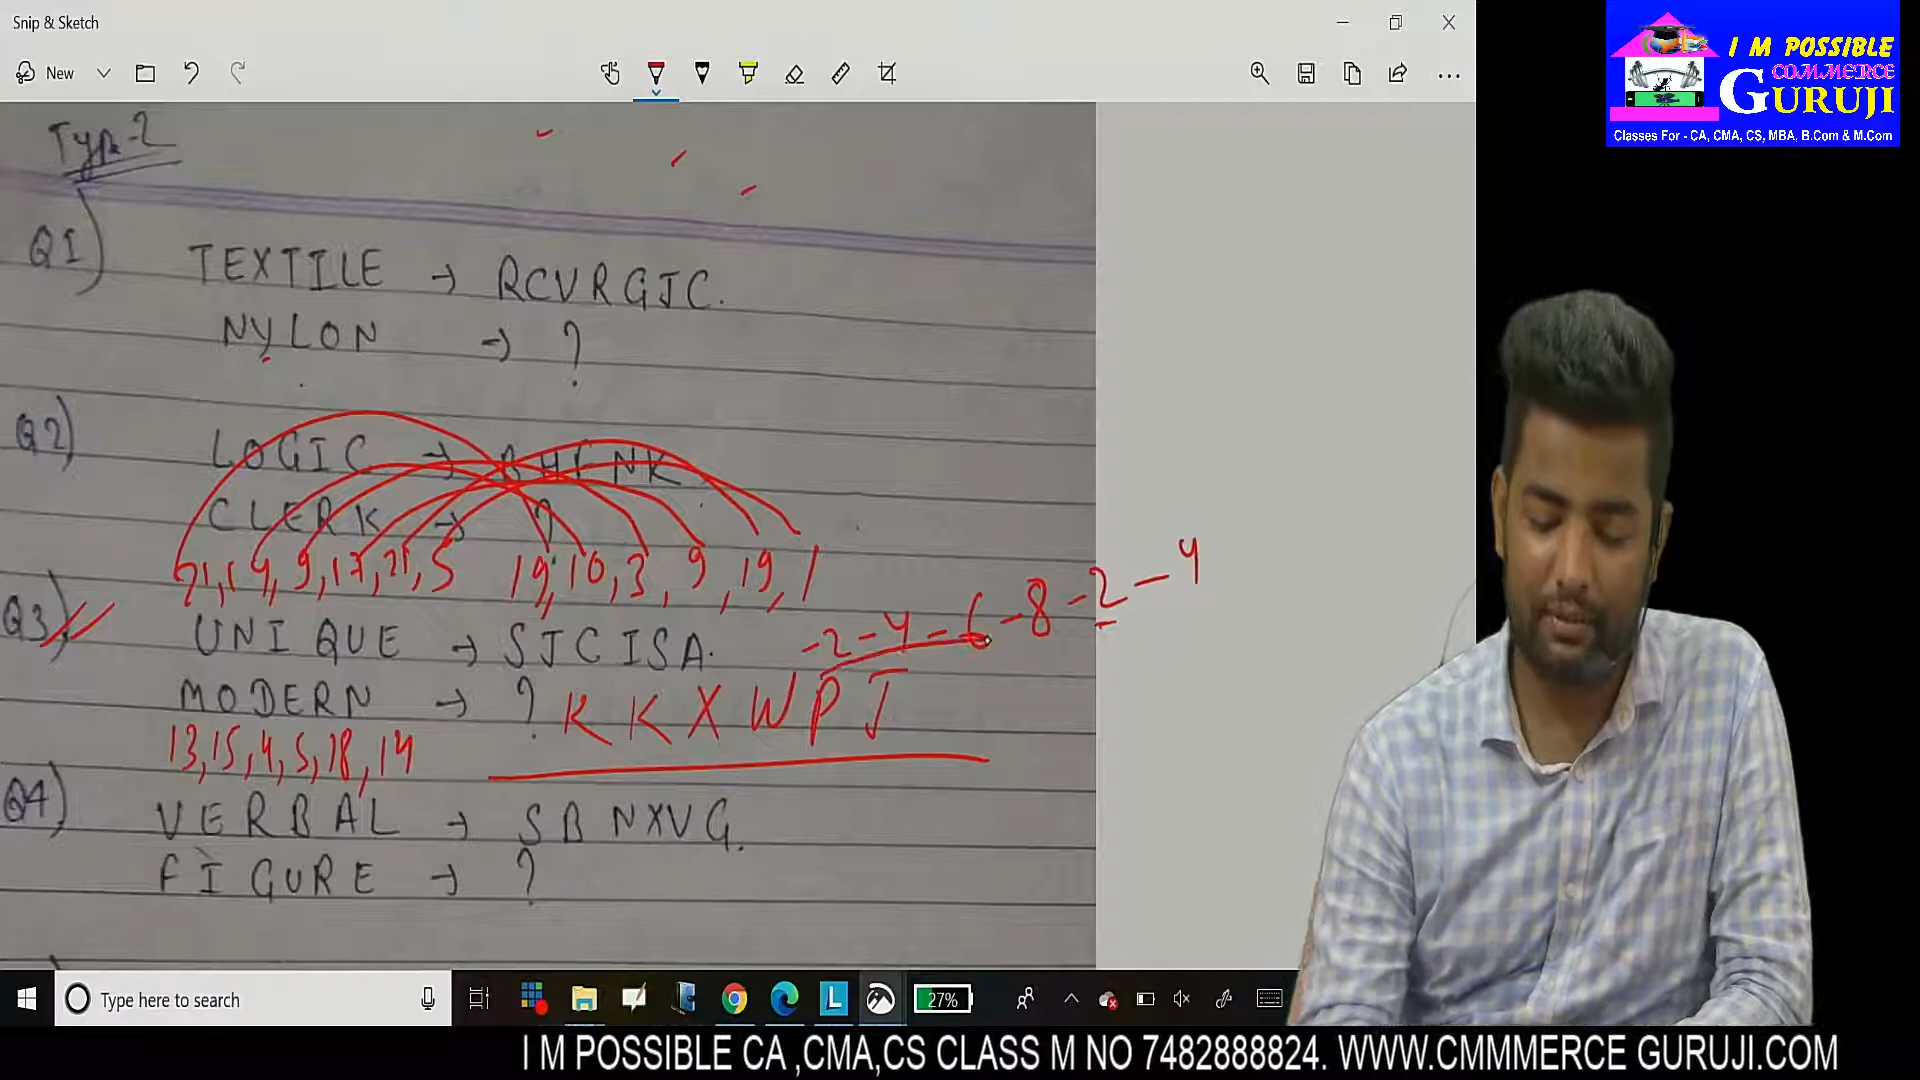 Snip & Sketch
New
I M POSSIBLE
COMMERCE
GURUJI
Classes For - CA, CMA, CS, MBA, B.Com & M.Com
Type-2
Q1) TEXTILE → RCVRGJC.
NYLON → ?
Q2) LOGIC → BHFNK
CLERK → ?
21,14,9,17,21,5 19,10,3,9,19,1
Q3) UNIQUE → SJCISA. -2-4-6-8-2-4
MODERN → ? KKXWPJ
13,15,4,5,18,14
Q4) VERBAL → SBNXVG.
FIGURE → ?
Type here to search
27%
I M POSSIBLE CA ,CMA,CS CLASS M NO 7482888824. WWW.CMMMERCE GURUJI.COM